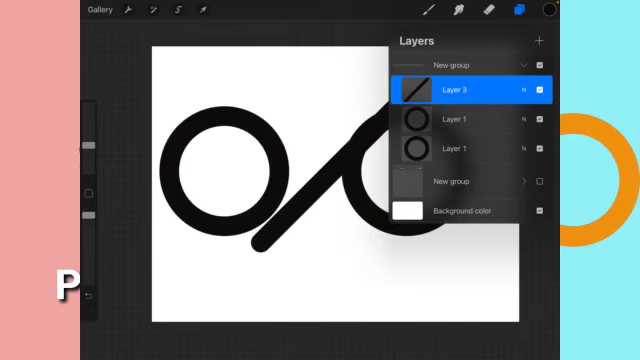 Gallery
Layers
New group
Layer 3 N
Layer 1 N
Layer 1 N
New group
Background color
P